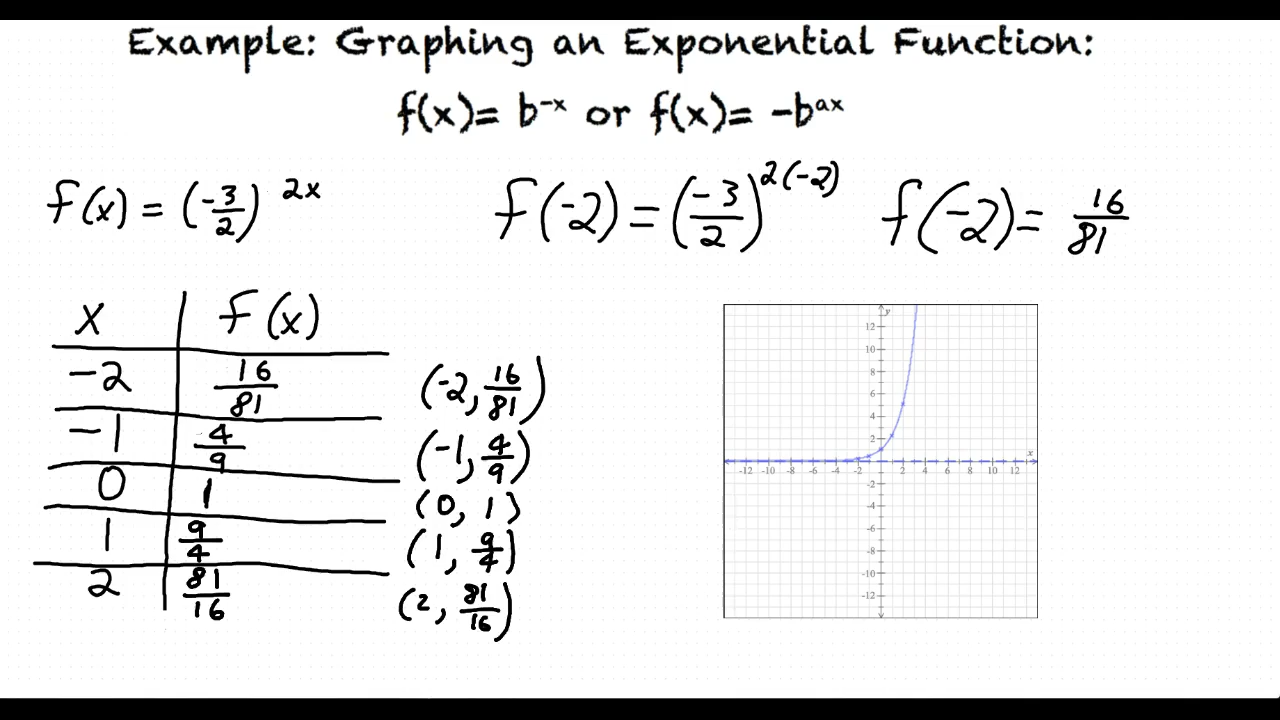 Example: Graphing an Exponential Function:
f(x)= b^-x or f(x)= -b^ax
f(x) = (-3/2)^2x
f(-2) = (-3/2)^2(-2)
f(-2) = 16/81
x | f(x)
-2 | 16/81
-1 | 4/9
0 | 1
1 | 9/4
2 | 81/16
(-2, 16/81)
(-1, 4/9)
(0, 1)
(1, 9/4)
(2, 81/16)
y
12
10
8
6
4
2
x
-12 -10 -8 -6 -4 -2 2 4 6 8 10 12
-2
-4
-6
-8
-10
-12